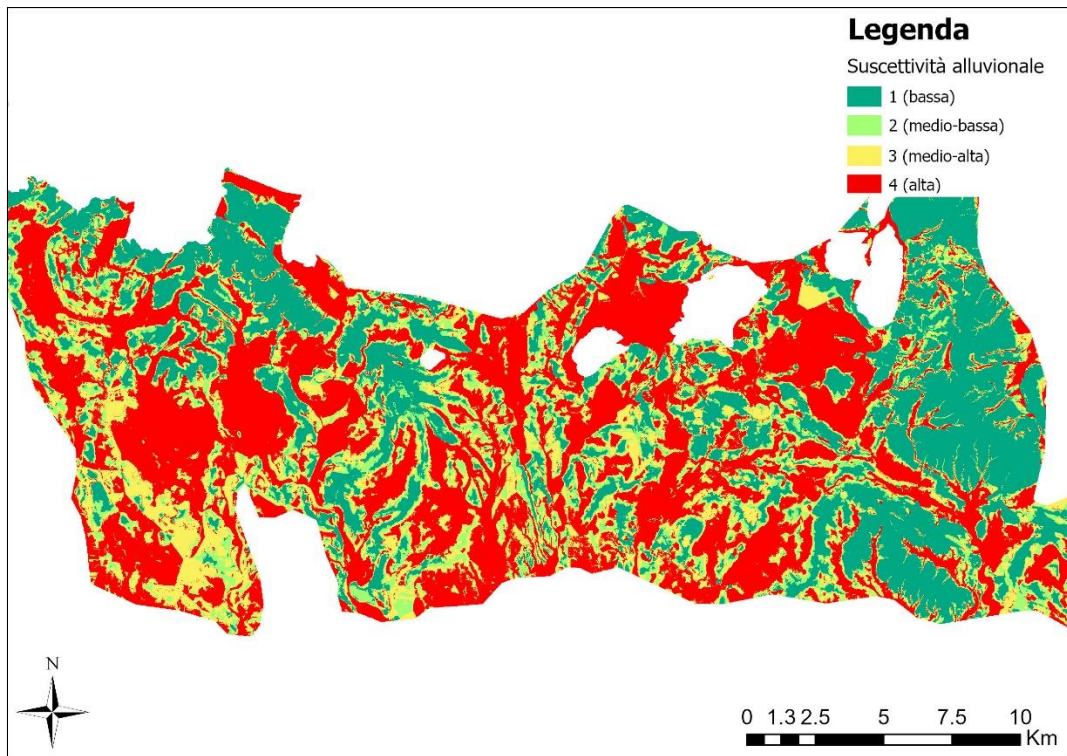 Legenda
Suscettività alluvionale
1 (bassa)
2 (medio-bassa)
3 (medio-alta)
4 (alta)
N
0 1.3 2.5 5 7.5 10
Km